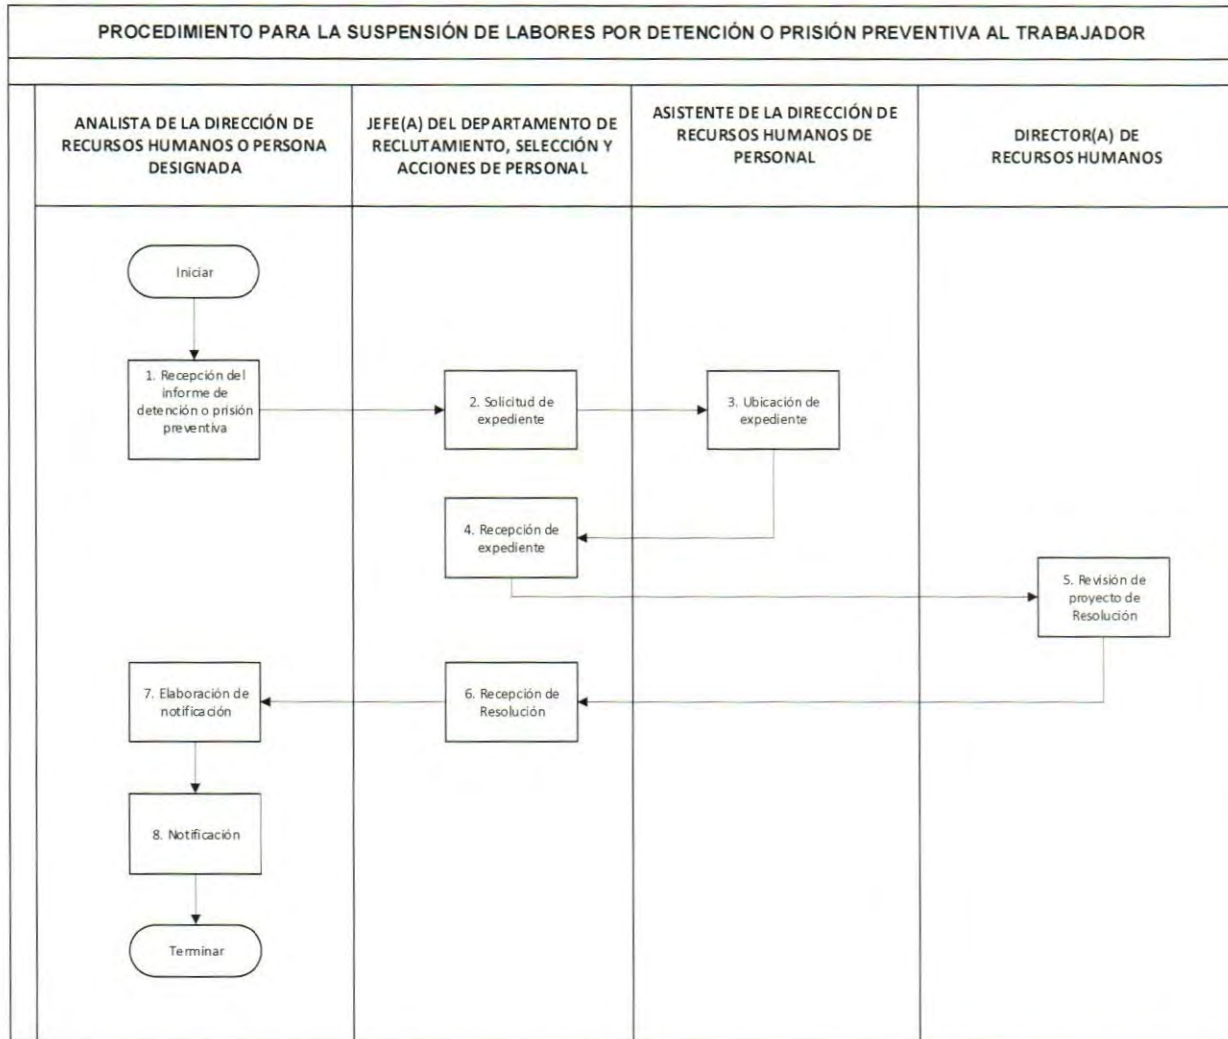 PROCEDIMIENTO PARA LA SUSPENSIÓN DE LABORES POR DETENCIÓN O PRISIÓN PREVENTIVA AL TRABAJADOR
ANALISTA DE LA DIRECCIÓN DE
RECURSOS HUMANOS O PERSONA
DESIGNADA
JEFE(A) DEL DEPARTAMENTO DE
RECLUTAMIENTO, SELECCIÓN Y
ACCIONES DE PERSONAL
ASISTENTE DE LA DIRECCIÓN DE
RECURSOS HUMANOS DE
PERSONAL
DIRECTOR(A) DE
RECURSOS HUMANOS
Iniciar
1. Recepción del
informe de
detención o prisión
preventiva
2. Solicitud de
expediente
3. Ubicación de
expediente
4. Recepción de
expediente
5. Revisión de
proyecto de
Resolución
6. Recepción de
Resolución
7. Elaboración de
notificación
8. Notificación
Terminar